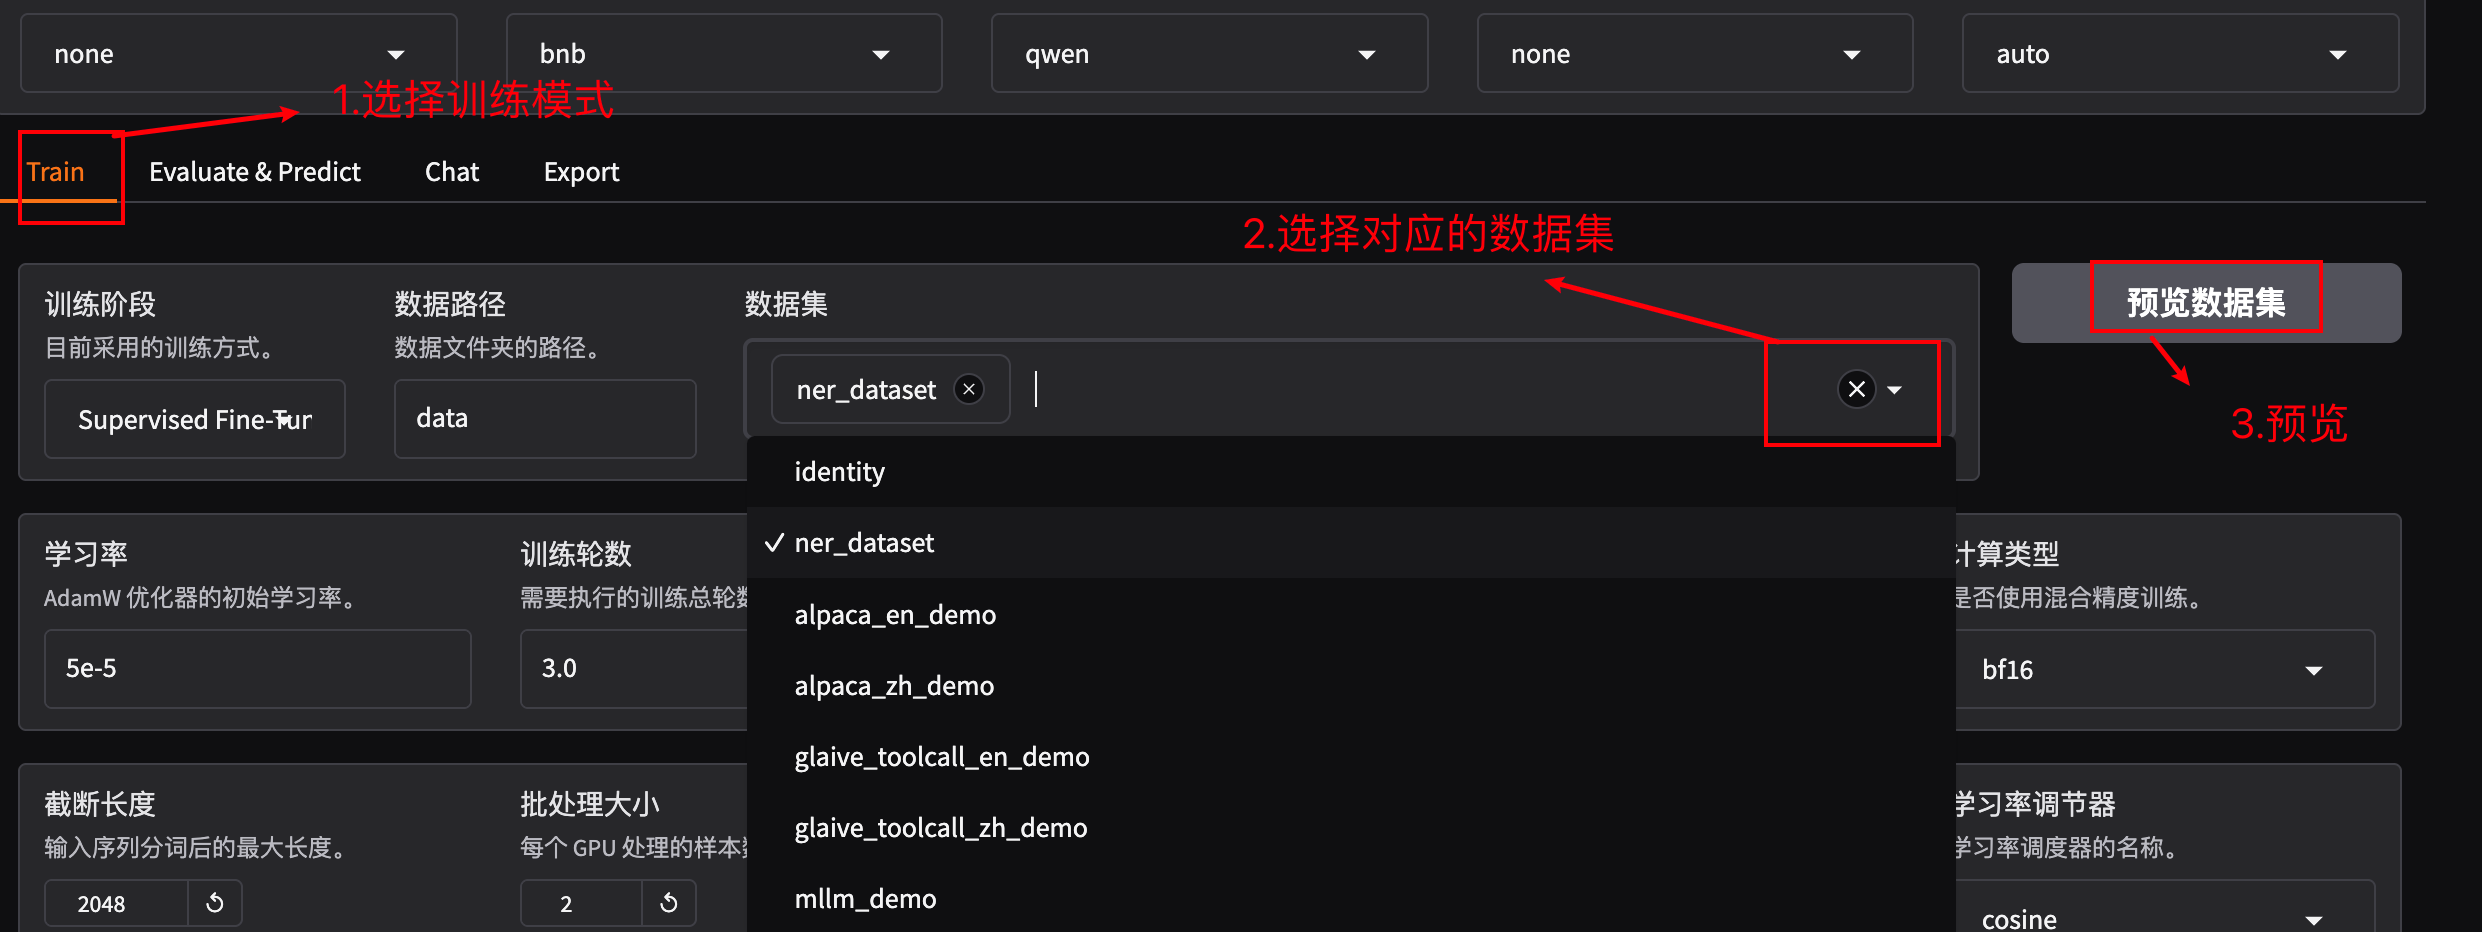 none
bnb
qwen
none
auto
1.选择训练模式
Train
Evaluate & Predict
Chat
Export
2.选择对应的数据集
训练阶段
目前采用的训练方式。
Supervised Fine-Tun
数据路径
数据文件夹的路径。
data
数据集
ner_dataset
预览数据集
3.预览
identity
ner_dataset
alpaca_en_demo
alpaca_zh_demo
glaive_toolcall_en_demo
glaive_toolcall_zh_demo
mllm_demo
学习率
AdamW 优化器的初始学习率。
5e-5
训练轮数
需要执行的训练总轮数
3.0
计算类型
是否使用混合精度训练。
bf16
截断长度
输入序列分词后的最大长度。
2048
批处理大小
每个 GPU 处理的样本数
2
学习率调节器
学习率调度器的名称。
cosine